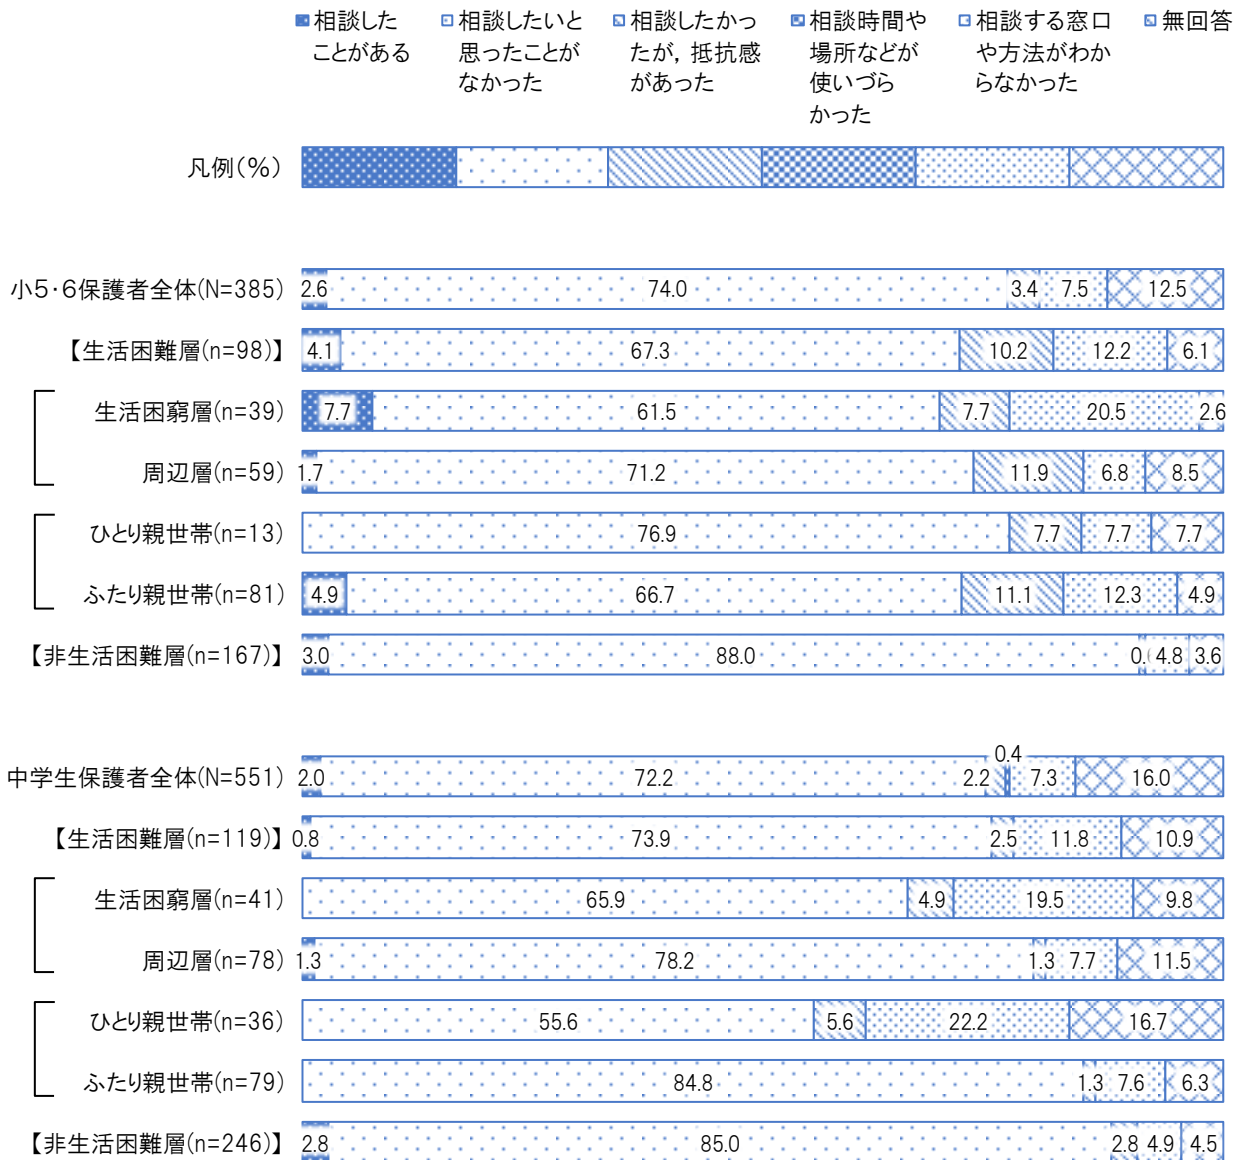 相談した
ことがある
相談したいと
思ったことが
なかった
相談したかっ
たが，抵抗感
があった
相談時間や
場所などが
使いづら
かった
相談する窓口
や方法がわか
らなかった
無回答
凡例(%)
小5・6保護者全体(N=385) 2.6 74.0 3.4 7.5 12.5
【生活困難層(n=98)】 4.1 67.3 10.2 12.2 6.1
生活困窮層(n=39) 7.7 61.5 7.7 20.5 2.6
周辺層(n=59) 1.7 71.2 11.9 6.8 8.5
ひとり親世帯(n=13) 76.9 7.7 7.7 7.7
ふたり親世帯(n=81) 4.9 66.7 11.1 12.3 4.9
【非生活困難層(n=167)】 3.0 88.0 4.8 3.6
0.4
中学生保護者全体(N=551) 2.0 72.2 2.2 7.3 16.0
【生活困難層(n=119)】 0.8 73.9 2.5 11.8 10.9
生活困窮層(n=41) 65.9 4.9 19.5 9.8
周辺層(n=78) 1.3 78.2 1.3 7.7 11.5
ひとり親世帯(n=36) 55.6 5.6 22.2 16.7
ふたり親世帯(n=79) 84.8 1.3 7.6 6.3
【非生活困難層(n=246)】 2.8 85.0 2.8 4.9 4.5